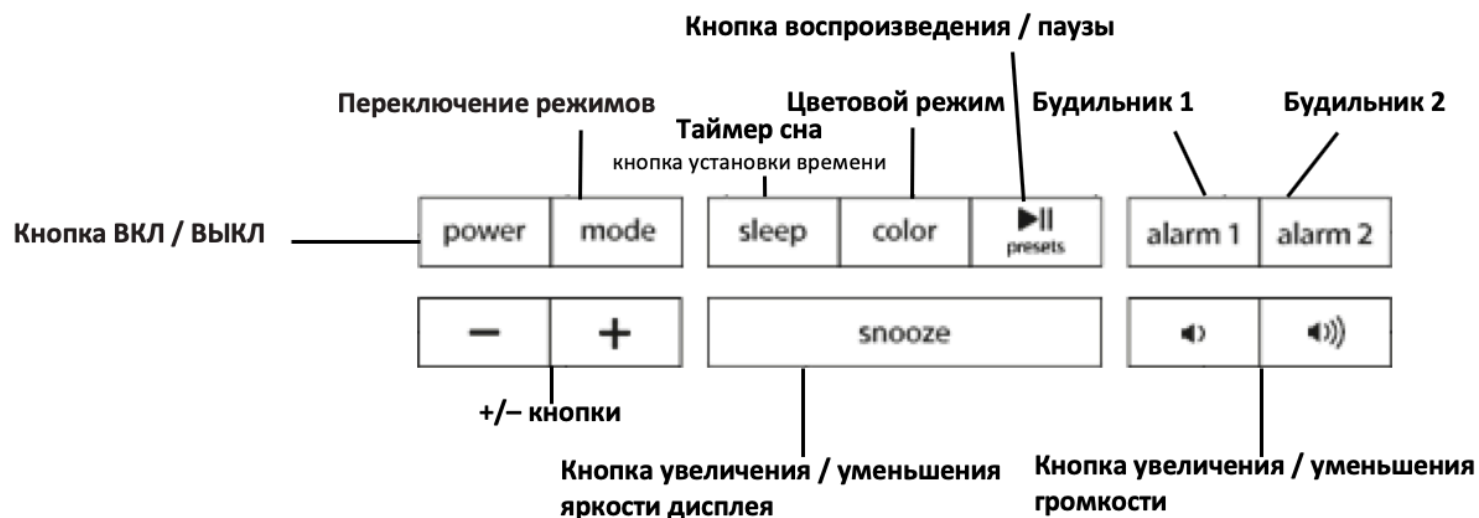 Кнопка воспроизведения / паузы
Переключение режимов
Цветовой режим
Будильник 1
Будильник 2
Таймер сна
кнопка установки времени
Кнопка ВКЛ / ВЫКЛ
power
mode
sleep
color
presets
alarm 1
alarm 2
− +
snooze
+/– кнопки
Кнопка увеличения / уменьшения
яркости дисплея
Кнопка увеличения / уменьшения
громкости